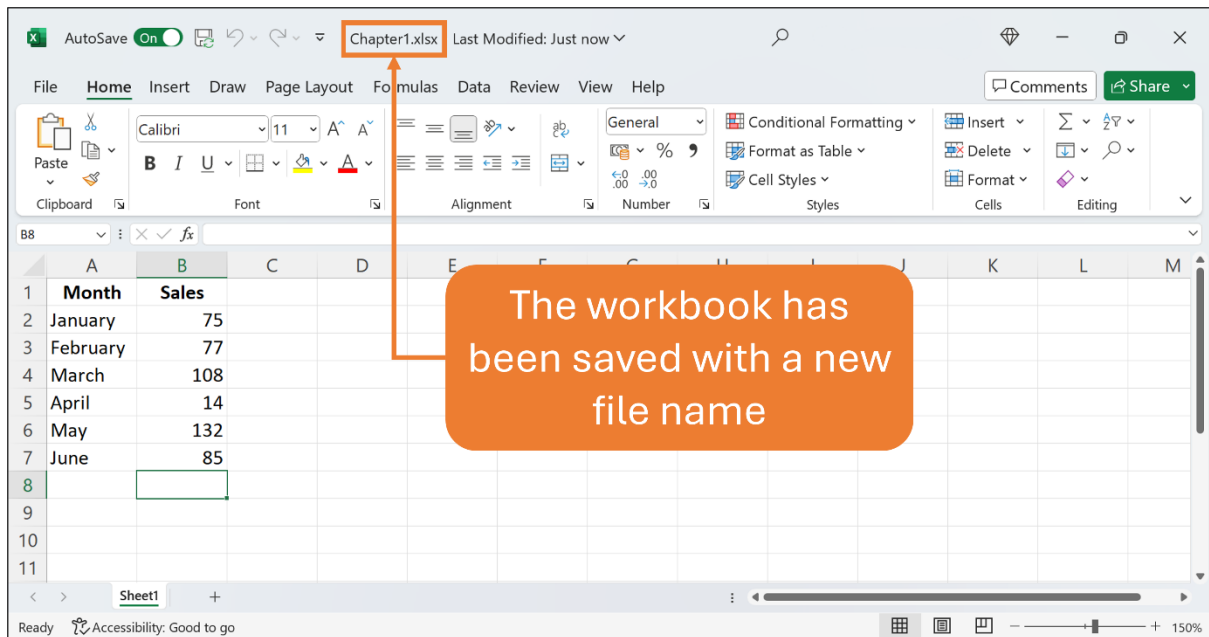 AutoSave On Chapter1.xlsx Last Modified: Just now
File Home Insert Draw Page Layout Formulas Data Review View Help Comments Share
Calibri 11 A A General Conditional Formatting Insert
Paste B I U A % 9 Format as Table Delete
.00 .00 Cell Styles Format
Clipboard Font Alignment Number Styles Cells Editing
B8 fx
A B C D K L M
1 Month Sales
2 January 75
3 February 77
4 March 108
5 April 14
6 May 132
7 June 85
8
9
10
11
The workbook has
been saved with a new
file name
Sheet1
Ready Accessibility: Good to go 150%